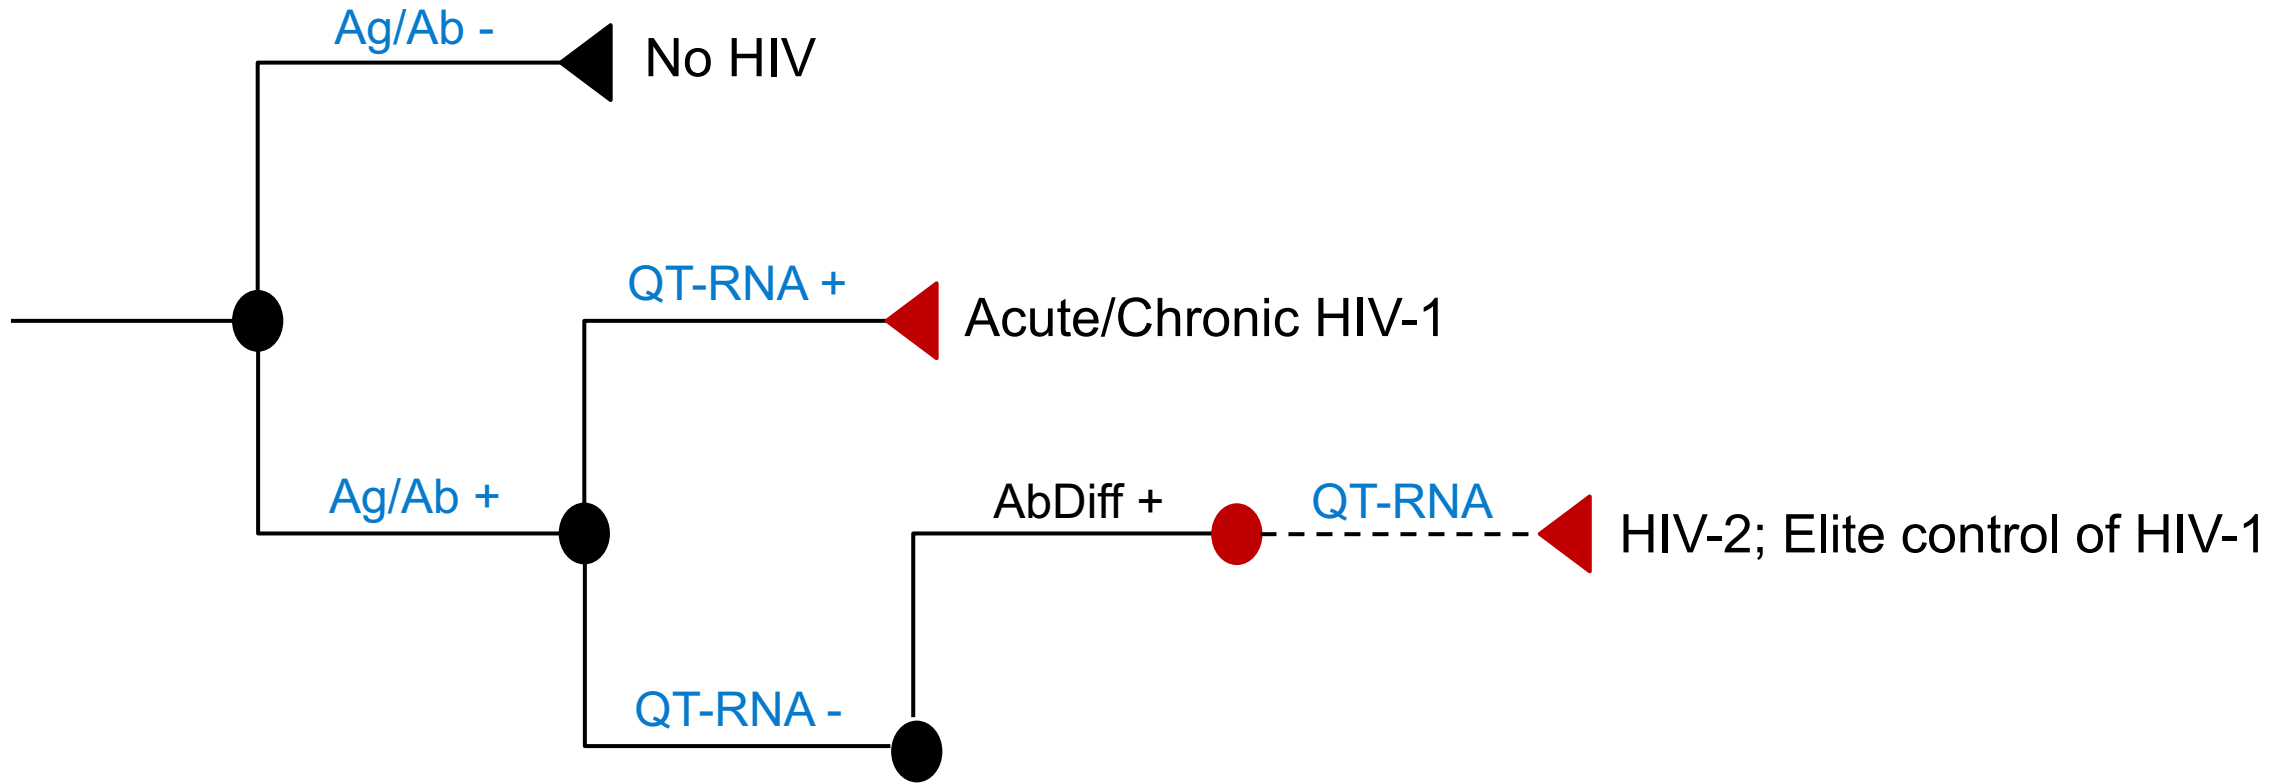 Ag/Ab -
No HIV
QT-RNA +
Acute/Chronic HIV-1
Ag/Ab +
AbDiff +
QT-RNA
HIV-2; Elite control of HIV-1
QT-RNA -